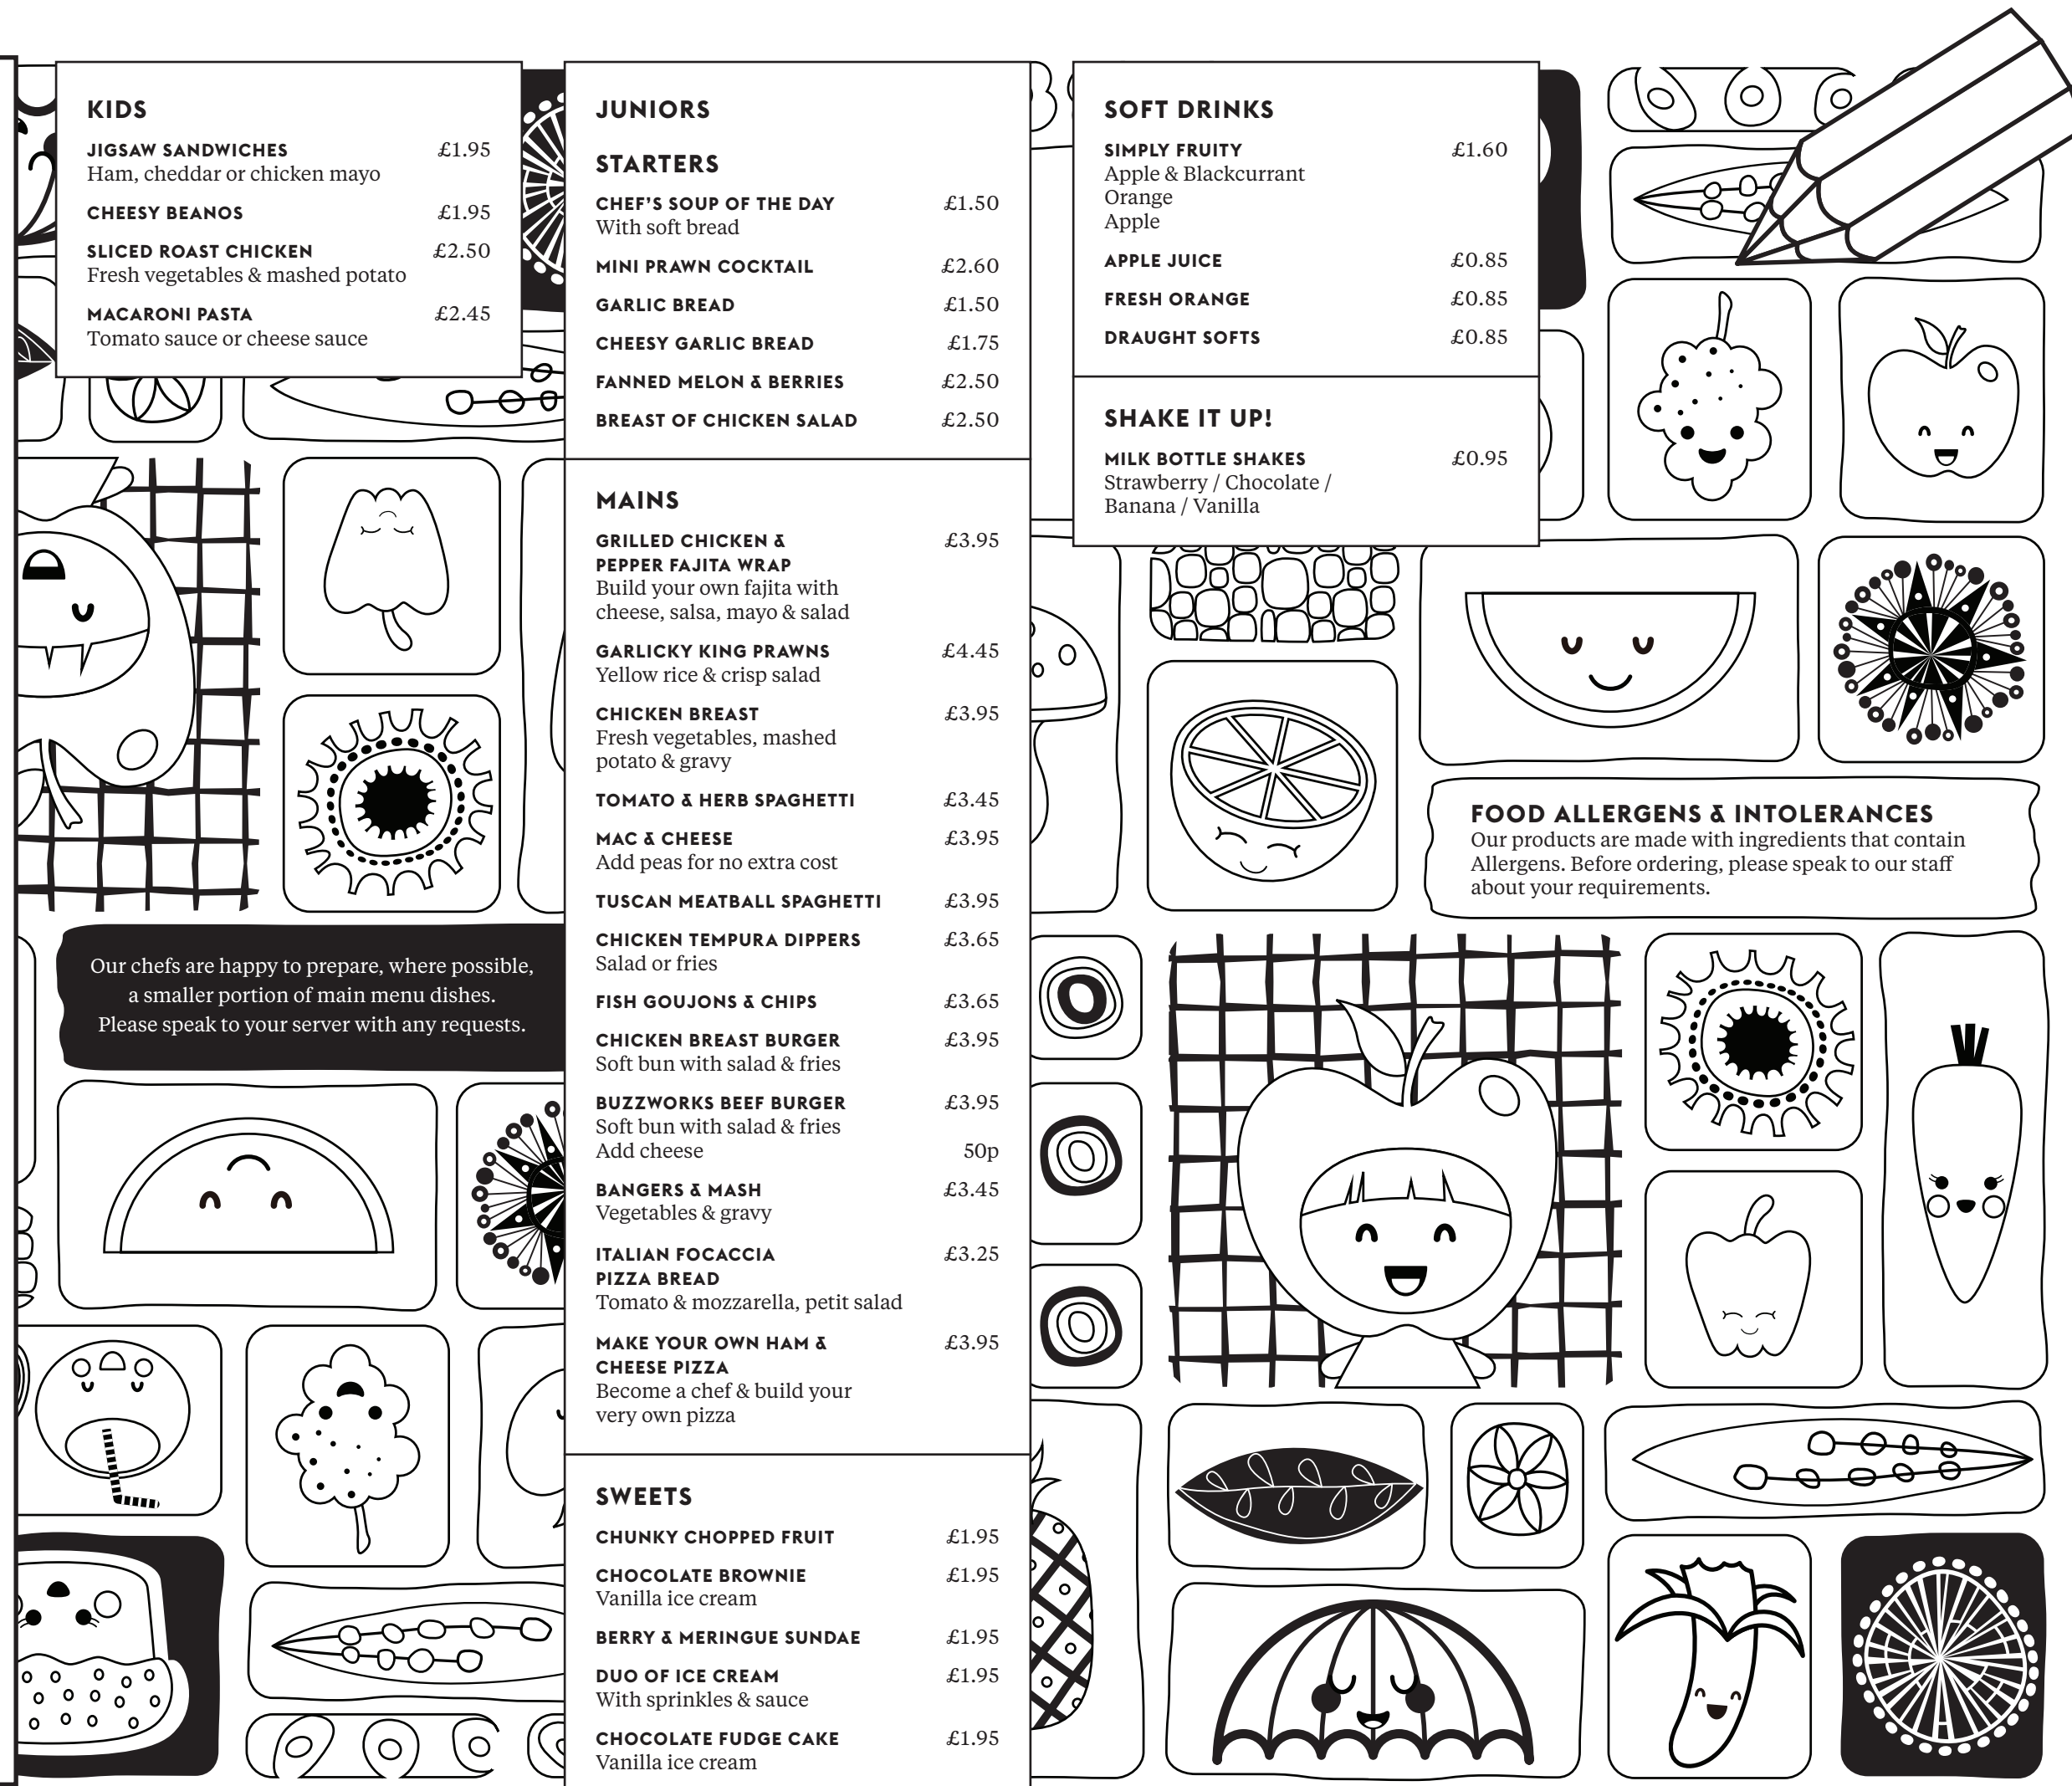 KIDS
JIGSAW SANDWICHES £1.95
Ham, cheddar or chicken mayo
CHEESY BEANOS £1.95
SLICED ROAST CHICKEN £2.50
Fresh vegetables & mashed potato
MACARONI PASTA £2.45
Tomato sauce or cheese sauce
Our chefs are happy to prepare, where possible,
a smaller portion of main menu dishes.
Please speak to your server with any requests.
JUNIORS
STARTERS
CHEF’S SOUP OF THE DAY £1.50
With soft bread
MINI PRAWN COCKTAIL £2.60
GARLIC BREAD £1.50
CHEESY GARLIC BREAD £1.75
FANNED MELON & BERRIES £2.50
BREAST OF CHICKEN SALAD £2.50
MAINS
GRILLED CHICKEN & £3.95
PEPPER FAJITA WRAP
Build your own fajita with
cheese, salsa, mayo & salad
GARLICKY KING PRAWNS £4.45
Yellow rice & crisp salad
CHICKEN BREAST £3.95
Fresh vegetables, mashed
potato & gravy
TOMATO & HERB SPAGHETTI £3.45
MAC & CHEESE £3.95
Add peas for no extra cost
TUSCAN MEATBALL SPAGHETTI £3.95
CHICKEN TEMPURA DIPPERS £3.65
Salad or fries
FISH GOUJONS & CHIPS £3.65
CHICKEN BREAST BURGER £3.95
Soft bun with salad & fries
BUZZWORKS BEEF BURGER £3.95
Soft bun with salad & fries
Add cheese 50p
BANGERS & MASH £3.45
Vegetables & gravy
ITALIAN FOCACCIA £3.25
PIZZA BREAD
Tomato & mozzarella, petit salad
MAKE YOUR OWN HAM & £3.95
CHEESE PIZZA
Become a chef & build your
very own pizza
SWEETS
CHUNKY CHOPPED FRUIT £1.95
CHOCOLATE BROWNIE £1.95
Vanilla ice cream
BERRY & MERINGUE SUNDAE £1.95
DUO OF ICE CREAM £1.95
With sprinkles & sauce
CHOCOLATE FUDGE CAKE £1.95
Vanilla ice cream
SOFT DRINKS
SIMPLY FRUITY £1.60
Apple & Blackcurrant
Orange
Apple
APPLE JUICE £0.85
FRESH ORANGE £0.85
DRAUGHT SOFTS £0.85
SHAKE IT UP!
MILK BOTTLE SHAKES £0.95
Strawberry / Chocolate /
Banana / Vanilla
FOOD ALLERGENS & INTOLERANCES
Our products are made with ingredients that contain
Allergens. Before ordering, please speak to our staff
about your requirements.